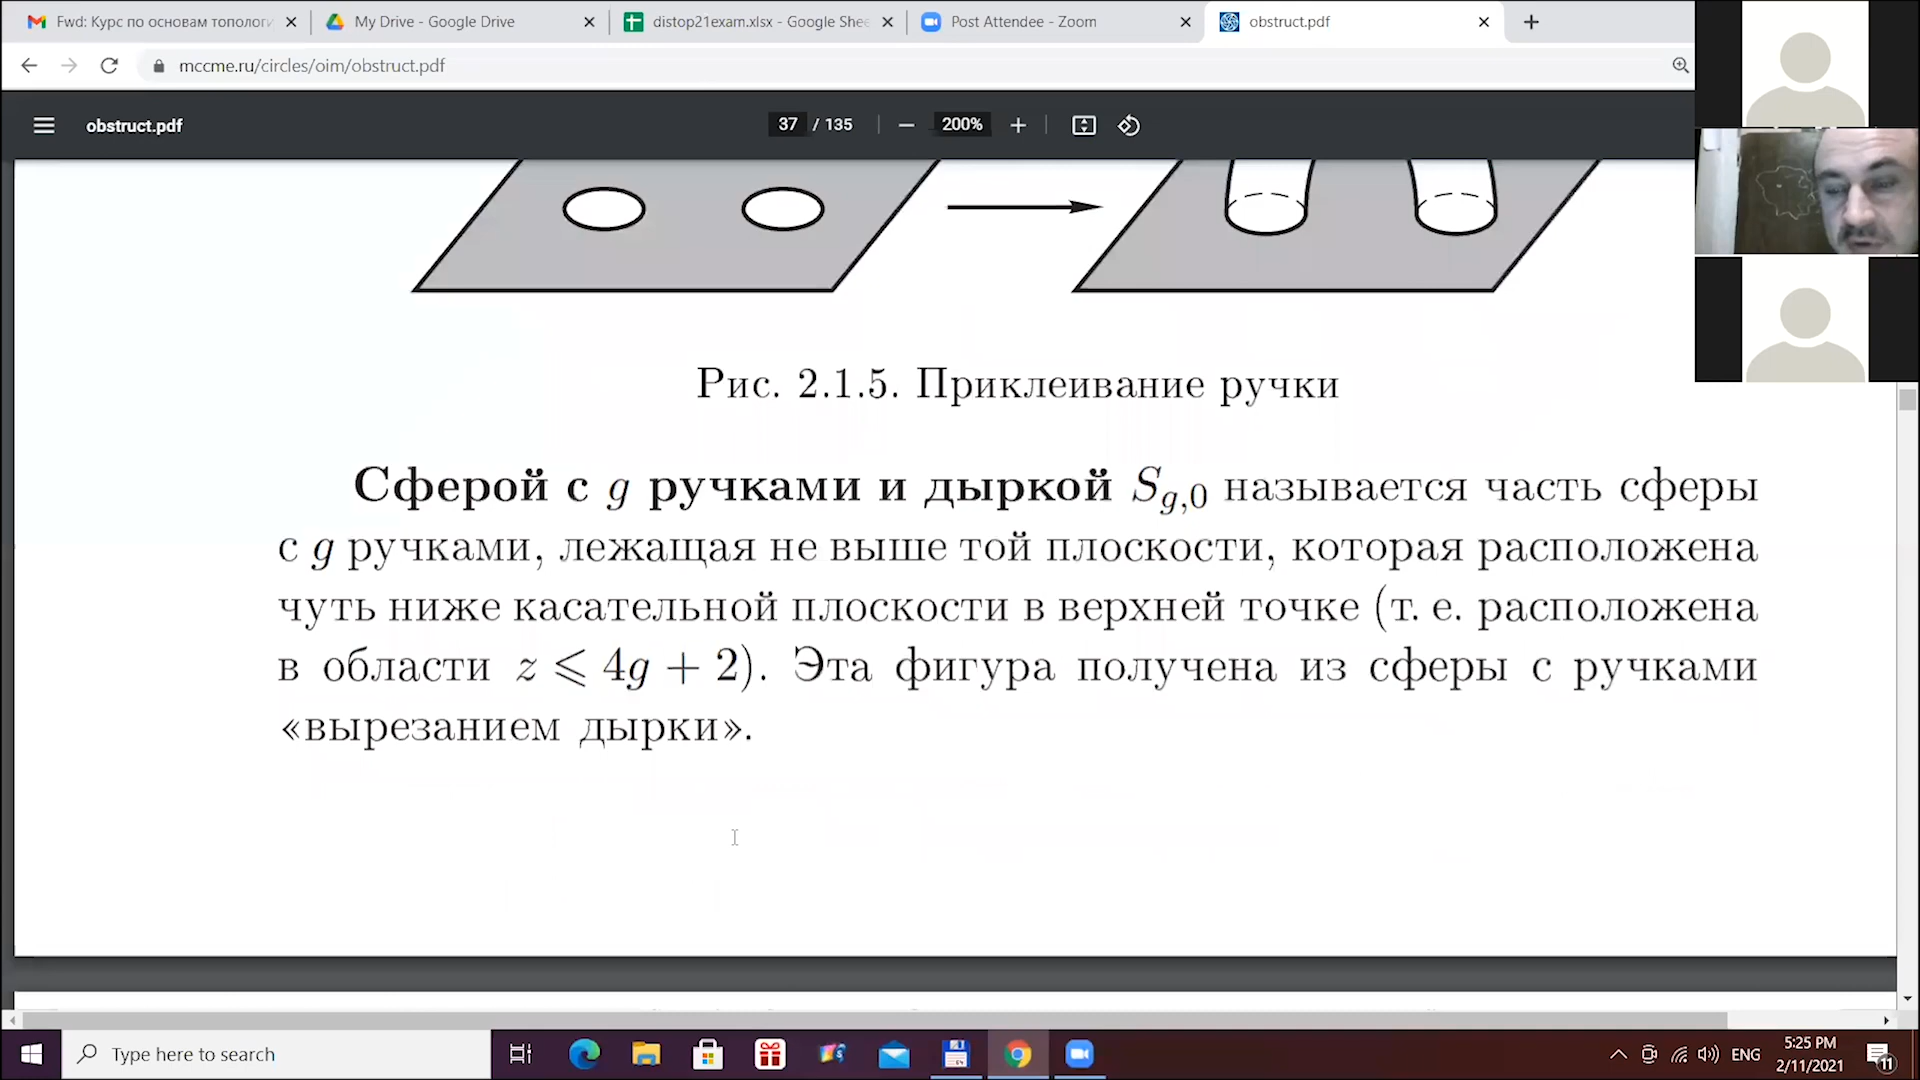 Fwd: Курс по основам топологи
My Drive - Google Drive
distop21exam.xlsx - Google Shee
Post Attendee - Zoom
obstruct.pdf
mccme.ru/circles/oim/obstruct.pdf
obstruct.pdf
37 / 135
200%
Рис. 2.1.5. Приклеивание ручки
Сферой с g ручками и дыркой S_{g,0} называется часть сферы
с g ручками, лежащая не выше той плоскости, которая расположена
чуть ниже касательной плоскости в верхней точке (т. е. расположена
в области z ⩽ 4g + 2). Эта фигура получена из сферы с ручками
«вырезанием дырки».
Type here to search
ENG
5:25 PM
2/11/2021
11